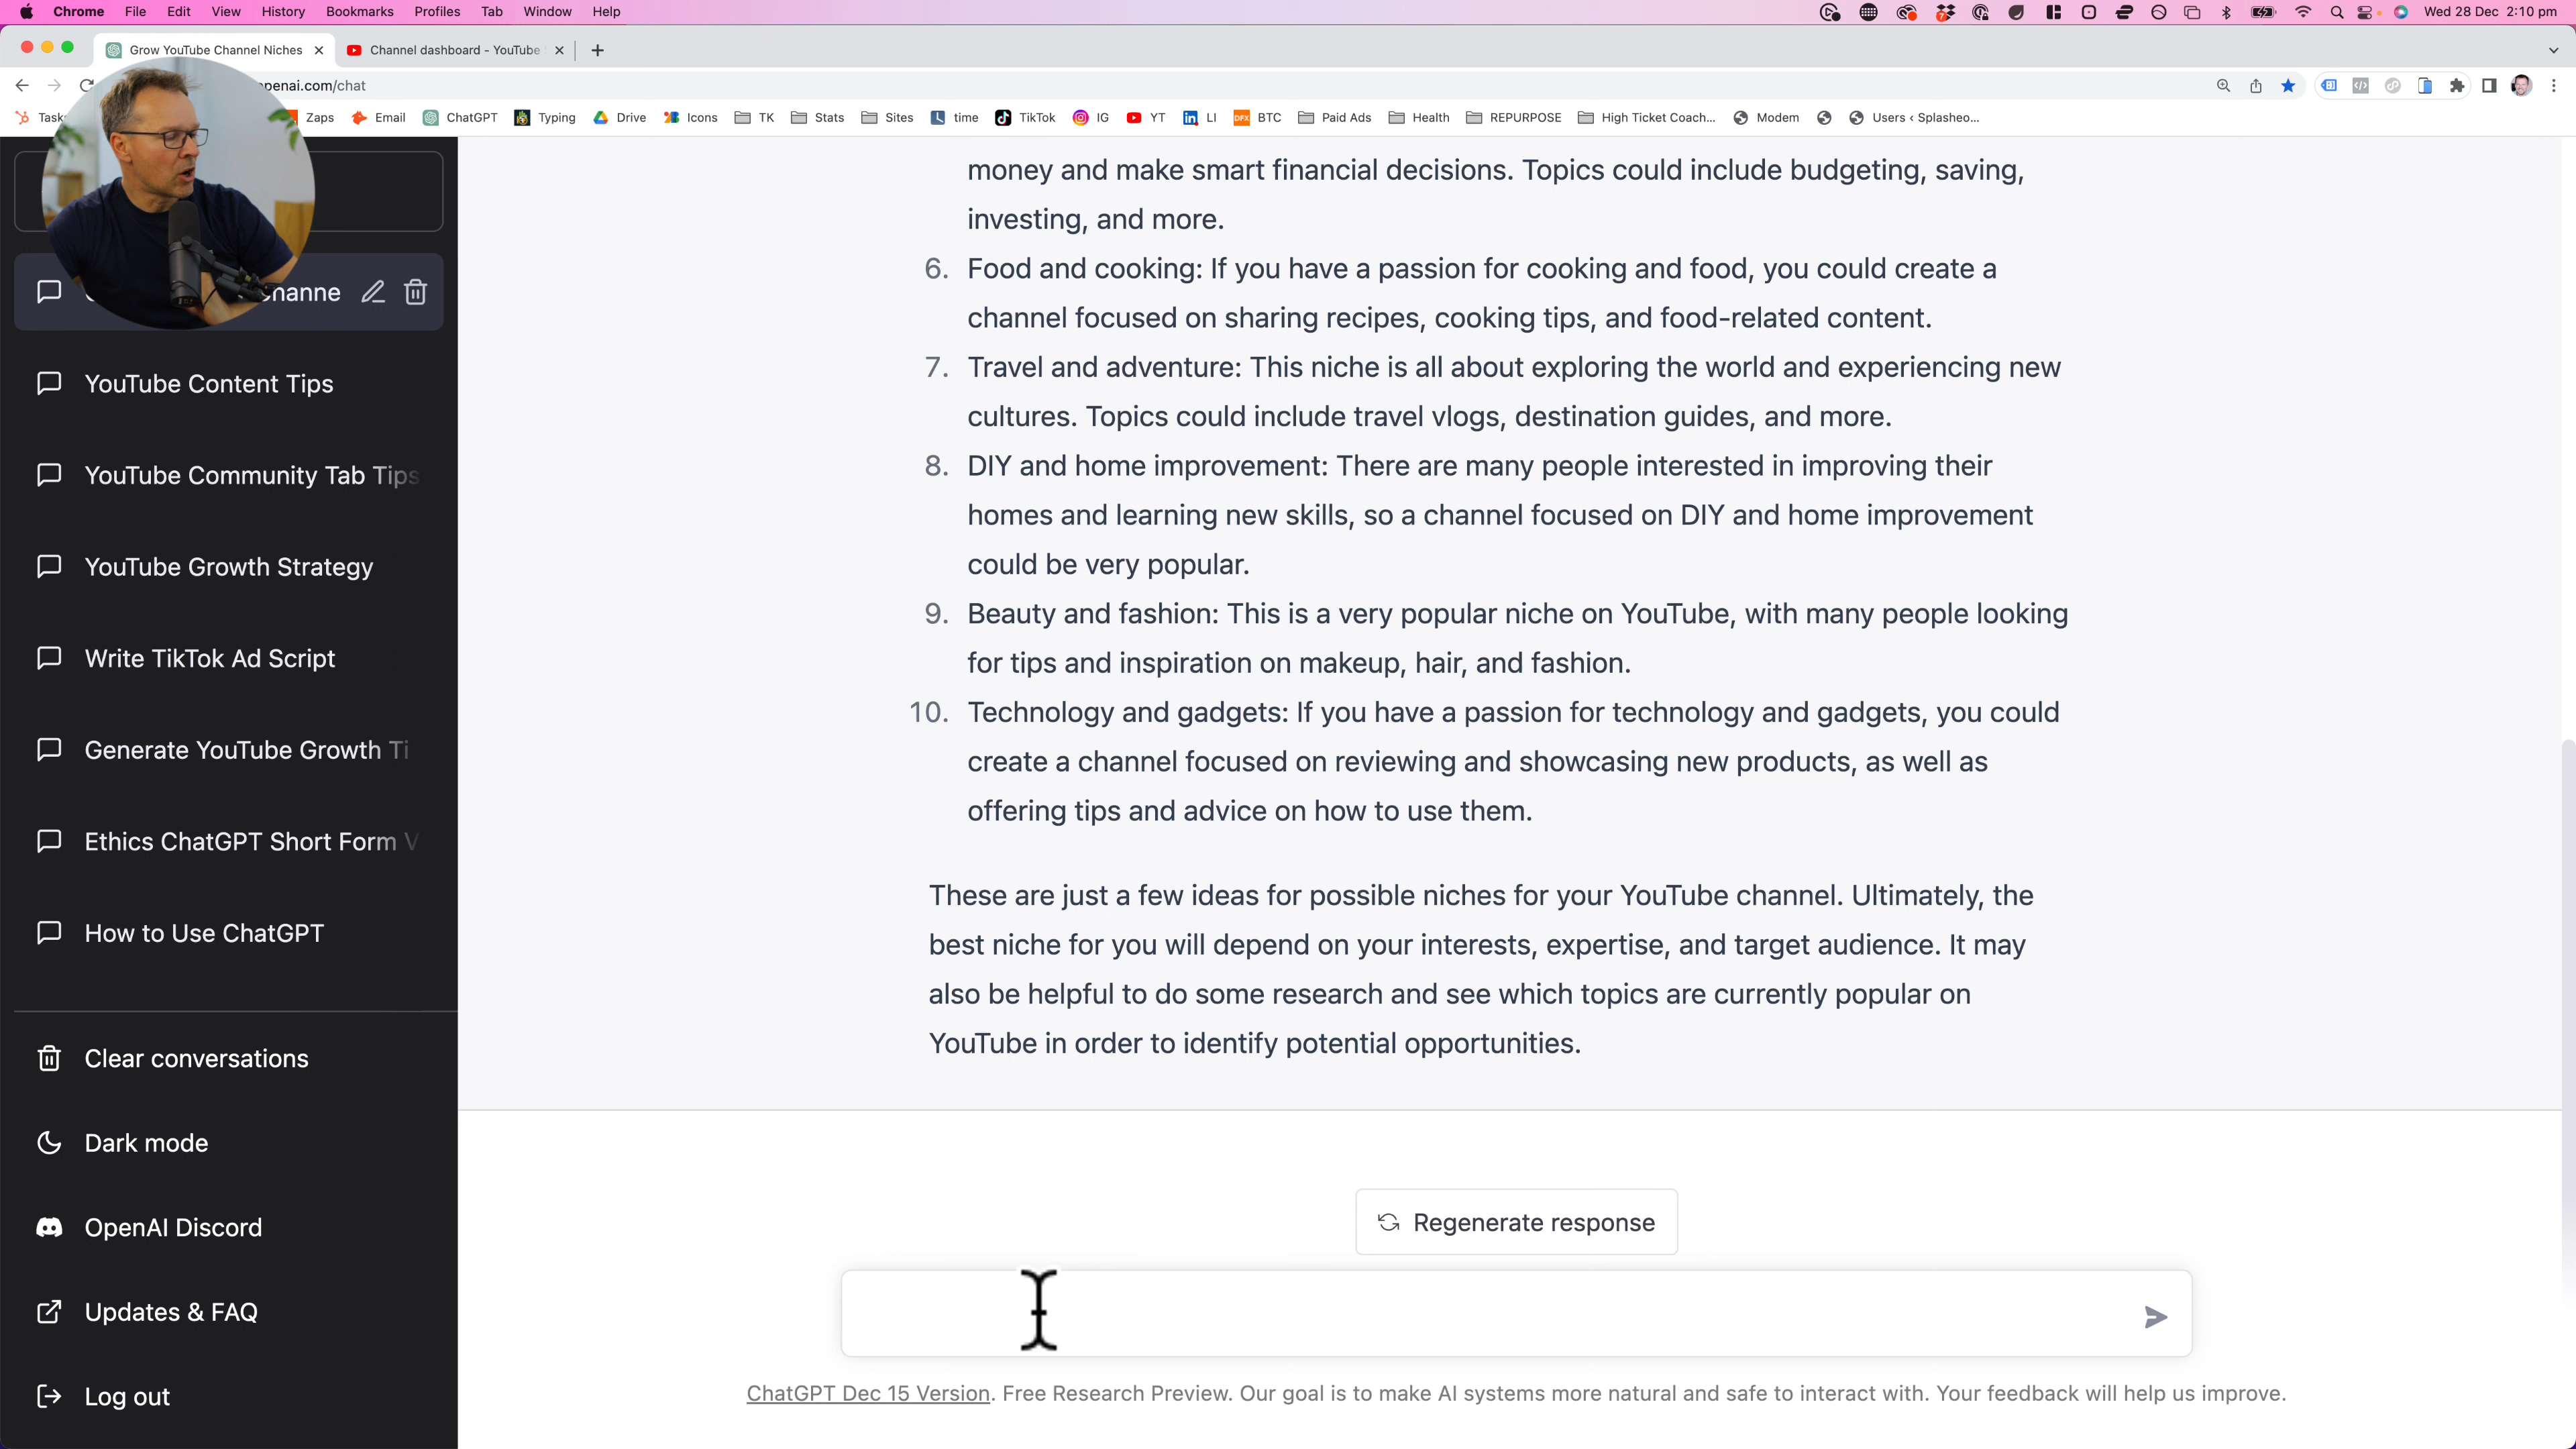 Chrome File Edit View History Bookmarks Profiles Tab Window Help
7
Wed 28 Dec 2:10 pm
Grow YouTube Channel Niches
Channel dashboard - YouTube
penai.com/chat
Tasks Zaps Email ChatGPT Typing Drive Icons TK Stats Sites time TikTok IG YT LI BTC Paid Ads Health REPURPOSE High Ticket Coach... Modem Users ‹ Splasheo...
hanne
YouTube Content Tips
YouTube Community Tab Tips
YouTube Growth Strategy
Write TikTok Ad Script
Generate YouTube Growth Ti
Ethics ChatGPT Short Form V
How to Use ChatGPT
Clear conversations
Dark mode
OpenAI Discord
Updates & FAQ
Log out
money and make smart financial decisions. Topics could include budgeting, saving,
investing, and more.
6. Food and cooking: If you have a passion for cooking and food, you could create a
channel focused on sharing recipes, cooking tips, and food-related content.
7. Travel and adventure: This niche is all about exploring the world and experiencing new
cultures. Topics could include travel vlogs, destination guides, and more.
8. DIY and home improvement: There are many people interested in improving their
homes and learning new skills, so a channel focused on DIY and home improvement
could be very popular.
9. Beauty and fashion: This is a very popular niche on YouTube, with many people looking
for tips and inspiration on makeup, hair, and fashion.
10. Technology and gadgets: If you have a passion for technology and gadgets, you could
create a channel focused on reviewing and showcasing new products, as well as
offering tips and advice on how to use them.
These are just a few ideas for possible niches for your YouTube channel. Ultimately, the
best niche for you will depend on your interests, expertise, and target audience. It may
also be helpful to do some research and see which topics are currently popular on
YouTube in order to identify potential opportunities.
Regenerate response
ChatGPT Dec 15 Version. Free Research Preview. Our goal is to make AI systems more natural and safe to interact with. Your feedback will help us improve.